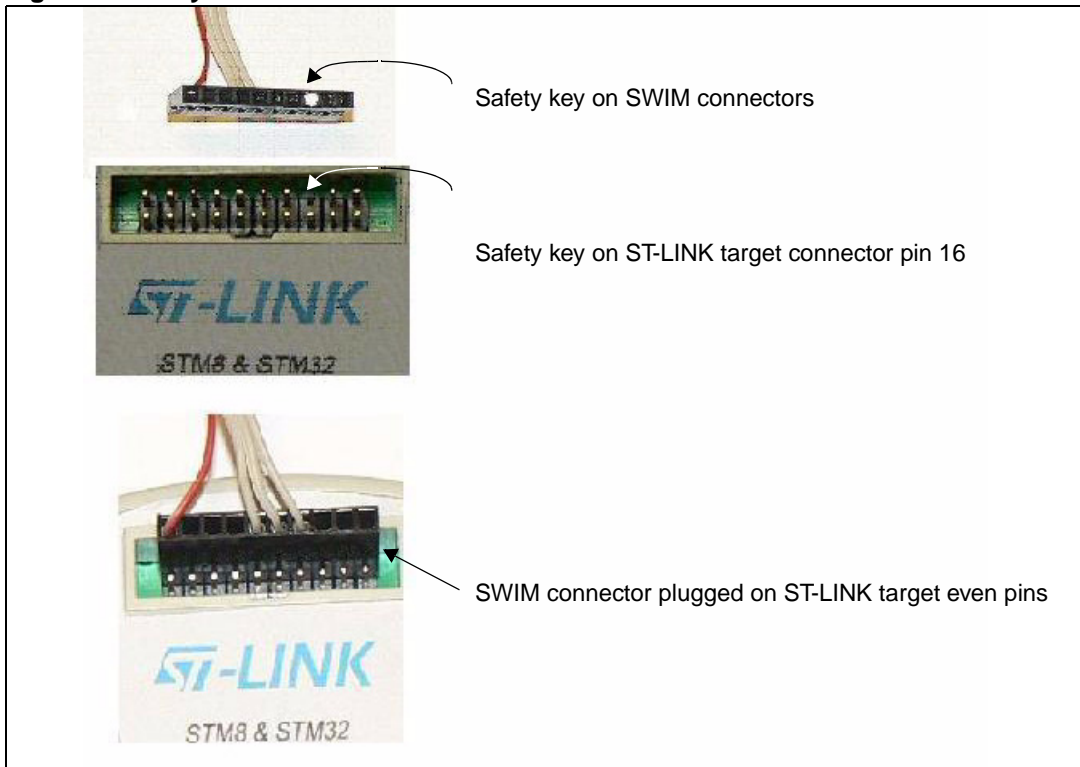 Safety key on SWIM connectors
Safety key on ST-LINK target connector pin 16
ST-LINK
STM8 & STM32
SWIM connector plugged on ST-LINK target even pins
ST-LINK
STM8 & STM32